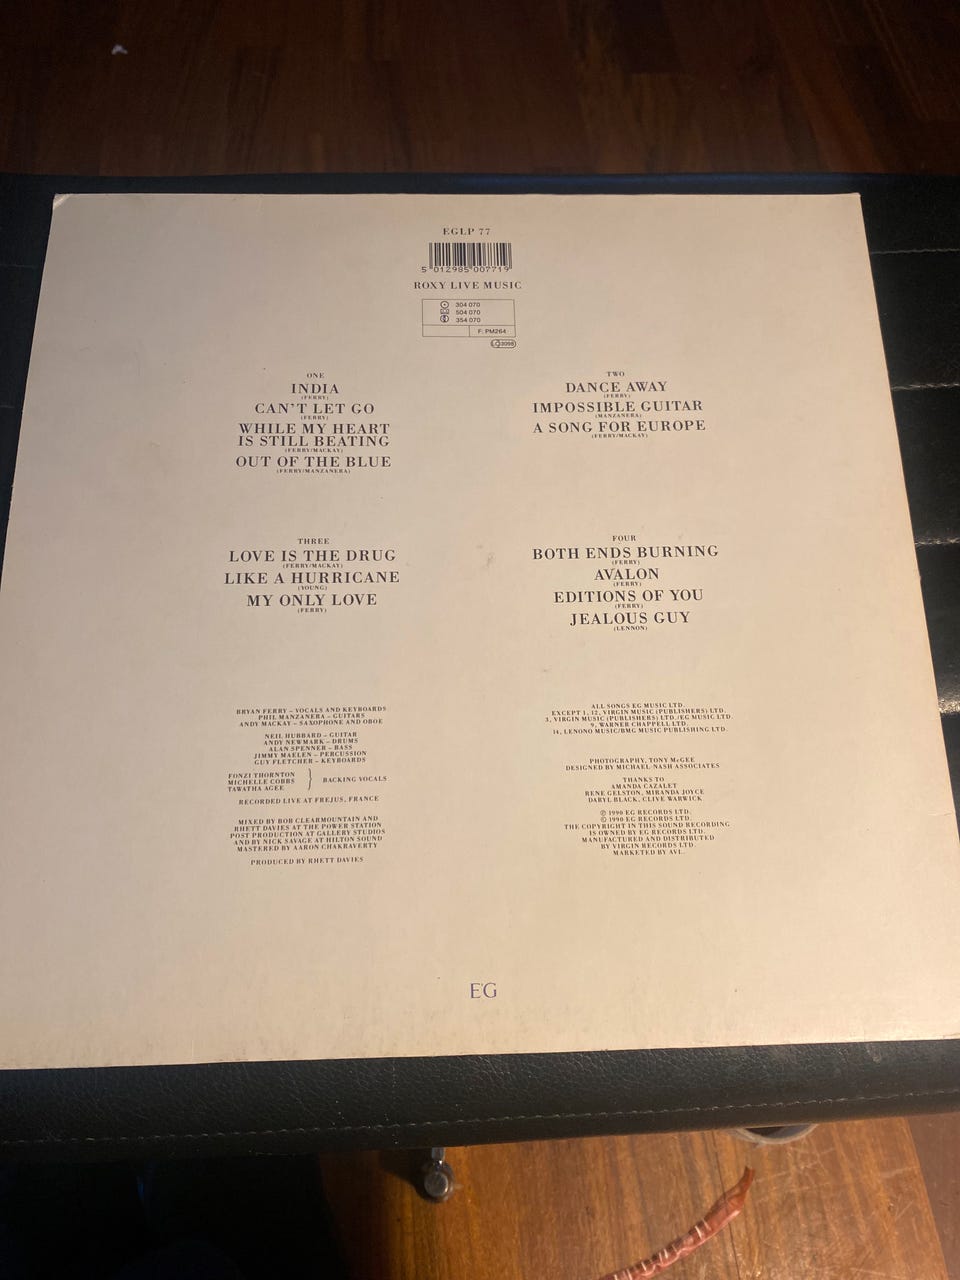 EGLP 77
5 012985 007719
ROXY LIVE MUSIC
304 070
504 070
354 070
F: PM264
LC 3098
ONE
INDIA
(FERRY)
CAN'T LET GO
(FERRY)
WHILE MY HEART
IS STILL BEATING
(FERRY/MACKAY)
OUT OF THE BLUE
(FERRY/MANZANERA)
TWO
DANCE AWAY
(FERRY)
IMPOSSIBLE GUITAR
(MANZANERA)
A SONG FOR EUROPE
(FERRY/MACKAY)
THREE
LOVE IS THE DRUG
(FERRY/MACKAY)
LIKE A HURRICANE
(YOUNG)
MY ONLY LOVE
(FERRY)
FOUR
BOTH ENDS BURNING
(FERRY)
AVALON
(FERRY)
EDITIONS OF YOU
(FERRY)
JEALOUS GUY
(LENNON)
BRYAN FERRY – VOCALS AND KEYBOARDS
PHIL MANZANERA – GUITARS
ANDY MACKAY – SAXOPHONE AND OBOE
NEIL HUBBARD – GUITAR
ANDY NEWMARK – DRUMS
ALAN SPENNER – BASS
JIMMY MAELEN – PERCUSSION
GUY FLETCHER – KEYBOARDS
FONZI THORNTON
MICHELLE COBBS
TAWATHA AGEE
BACKING VOCALS
RECORDED LIVE AT FREJUS, FRANCE
MIXED BY BOB CLEARMOUNTAIN AND
RHETT DAVIES AT THE POWER STATION
POST PRODUCTION AT GALLERY STUDIOS
AND BY NICK SAVAGE AT HILTON SOUND
MASTERED BY AARON CHAKRAVERTY
PRODUCED BY RHETT DAVIES
ALL SONGS EG MUSIC LTD.
EXCEPT 1, 12, VIRGIN MUSIC (PUBLISHERS) LTD.
3, VIRGIN MUSIC (PUBLISHERS) LTD./EG MUSIC LTD
9, WARNER CHAPPELL LTD.
14, LENONO MUSIC/BMG MUSIC PUBLISHING LTD.
PHOTOGRAPHY, TONY McGEE
DESIGNED BY MICHAEL NASH ASSOCIATES
THANKS TO
AMANDA CAZALET
RENE GELSTON, MIRANDA JOYCE
DARYL BLACK, CLIVE WARWICK
℗ 1990 EG RECORDS LTD.
© 1990 EG RECORDS LTD.
THE COPYRIGHT IN THIS SOUND RECORDING
IS OWNED BY EG RECORDS LTD.
MANUFACTURED AND DISTRIBUTED
BY VIRGIN RECORDS LTD.
MARKETED BY AVL.
E'G